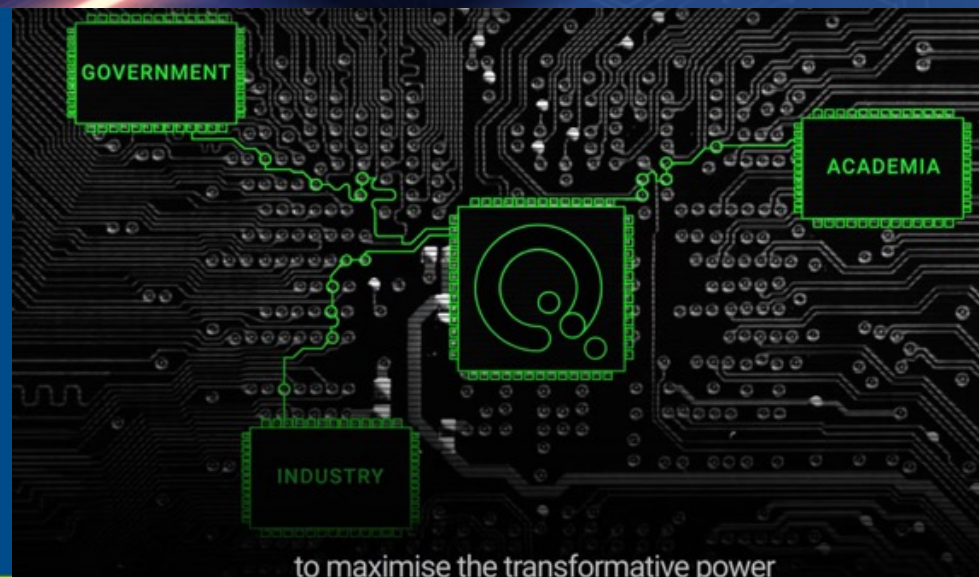 GOVERNMENT
ACADEMIA
INDUSTRY
to maximise the transformative power